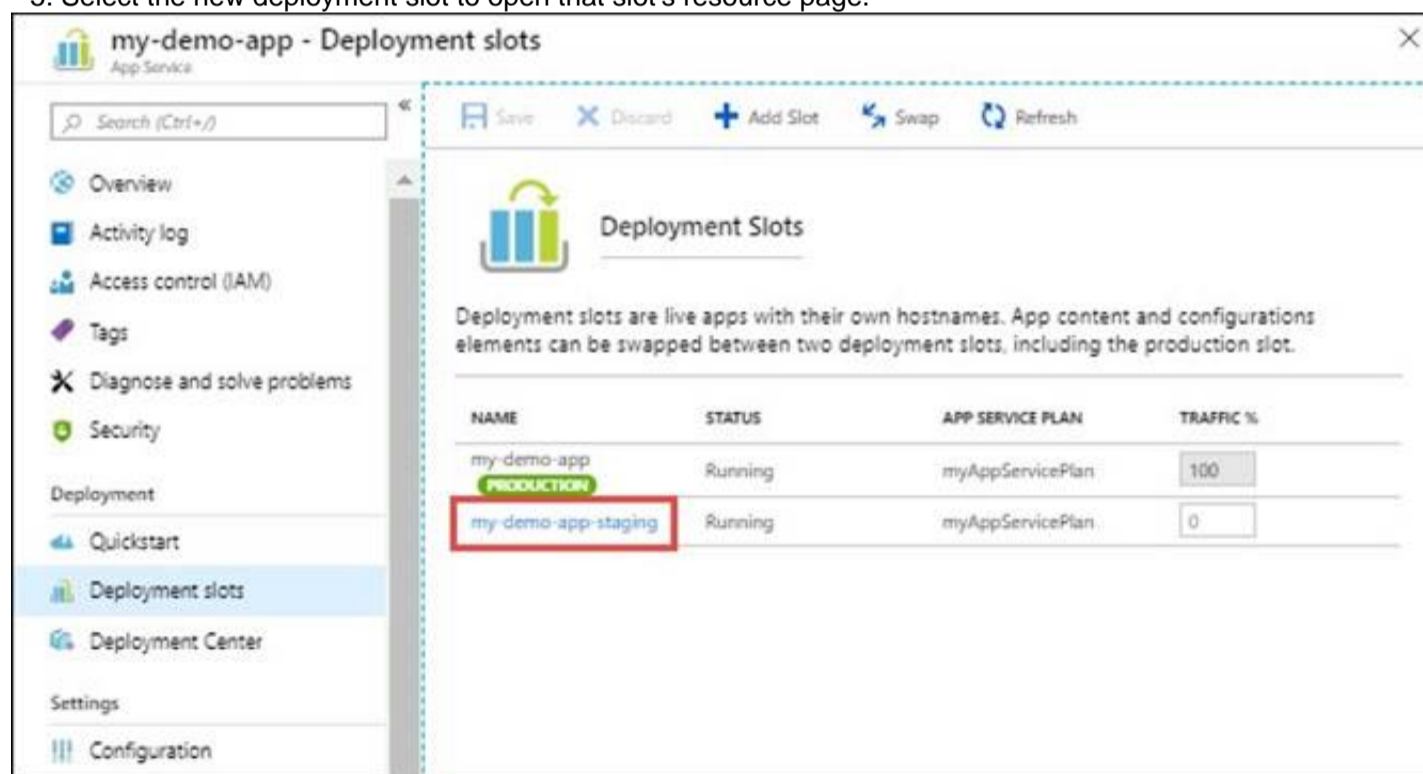 5. Select the new deployment slot to open that slot's resource page.
my-demo-app - Deployment slots
App Service
Search (Ctrl+/)
«
Save Discard Add Slot Swap Refresh
Overview
Activity log
Access control (IAM)
Tags
Diagnose and solve problems
Security
Deployment
Quickstart
Deployment slots
Deployment Center
Settings
Configuration
Deployment Slots
Deployment slots are live apps with their own hostnames. App content and configurations
elements can be swapped between two deployment slots, including the production slot.
NAME STATUS APP SERVICE PLAN TRAFFIC %
my-demo-app Running myAppServicePlan 100
PRODUCTION
my-demo-app-staging Running myAppServicePlan 0